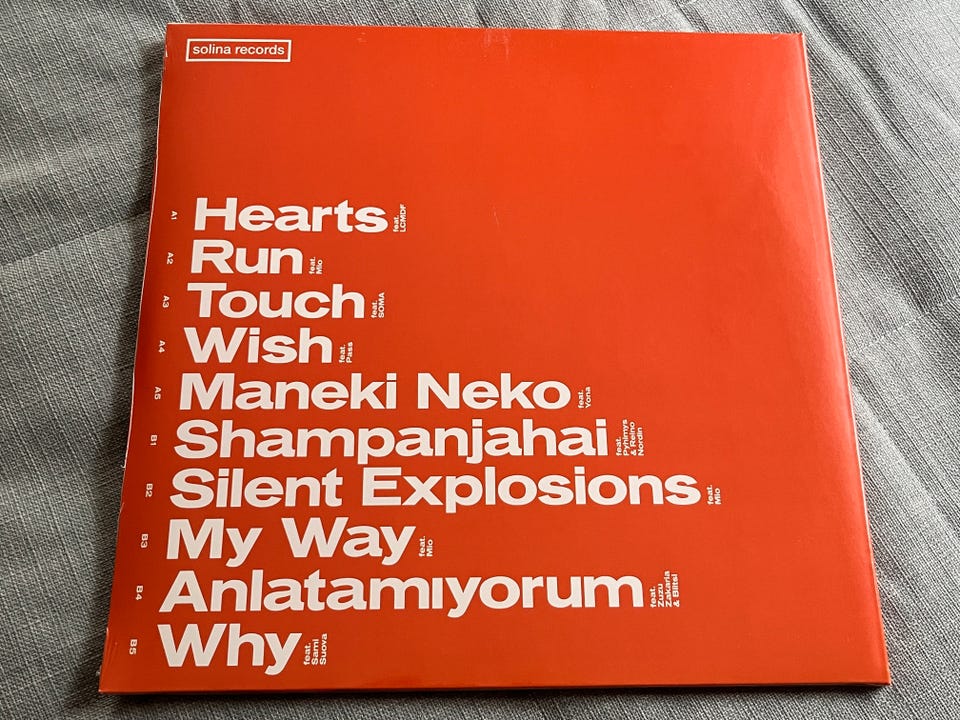 solina records
A1 Hearts feat. LCMDF
A2 Run feat. Mio
A3 Touch feat. SOMA
A4 Wish feat. Pass
A5 Maneki Neko feat. Yona
B1 Shampanjahai feat. Pyhimys & Reino Nordin
B2 Silent Explosions feat. Mio
B3 My Way feat. Mio
B4 Anlatamıyorum feat. Zuzu Zakaria & Blitsi
B5 Why feat. Sami Suova